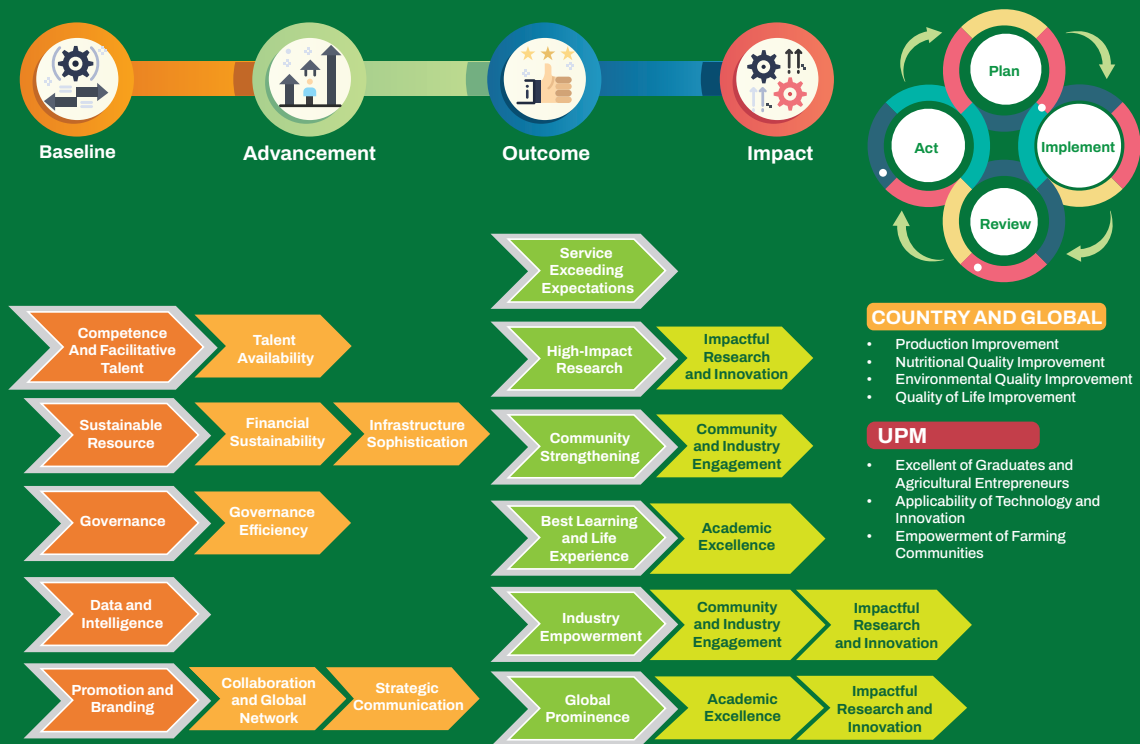 Baseline
Advancement
Outcome
Impact
Plan
Act
Implement
Review
Competence
And Facilitative
Talent
Talent
Availability
Sustainable
Resource
Financial
Sustainability
Infrastructure
Sophistication
Governance
Governance
Efficiency
Data and
Intelligence
Promotion and
Branding
Collaboration
and Global
Network
Strategic
Communication
Service
Exceeding
Expectations
High-Impact
Research
Impactful
Research
and Innovation
Community
Strengthening
Community
and Industry
Engagement
Best Learning
and Life
Experience
Academic
Excellence
Industry
Empowerment
Community
and Industry
Engagement
Impactful
Research
and Innovation
Global
Prominence
Academic
Excellence
Impactful
Research and
Innovation
COUNTRY AND GLOBAL
• Production Improvement
• Nutritional Quality Improvement
• Environmental Quality Improvement
• Quality of Life Improvement
UPM
• Excellent of Graduates and
Agricultural Entrepreneurs
• Applicability of Technology and
Innovation
• Empowerment of Farming
Communities